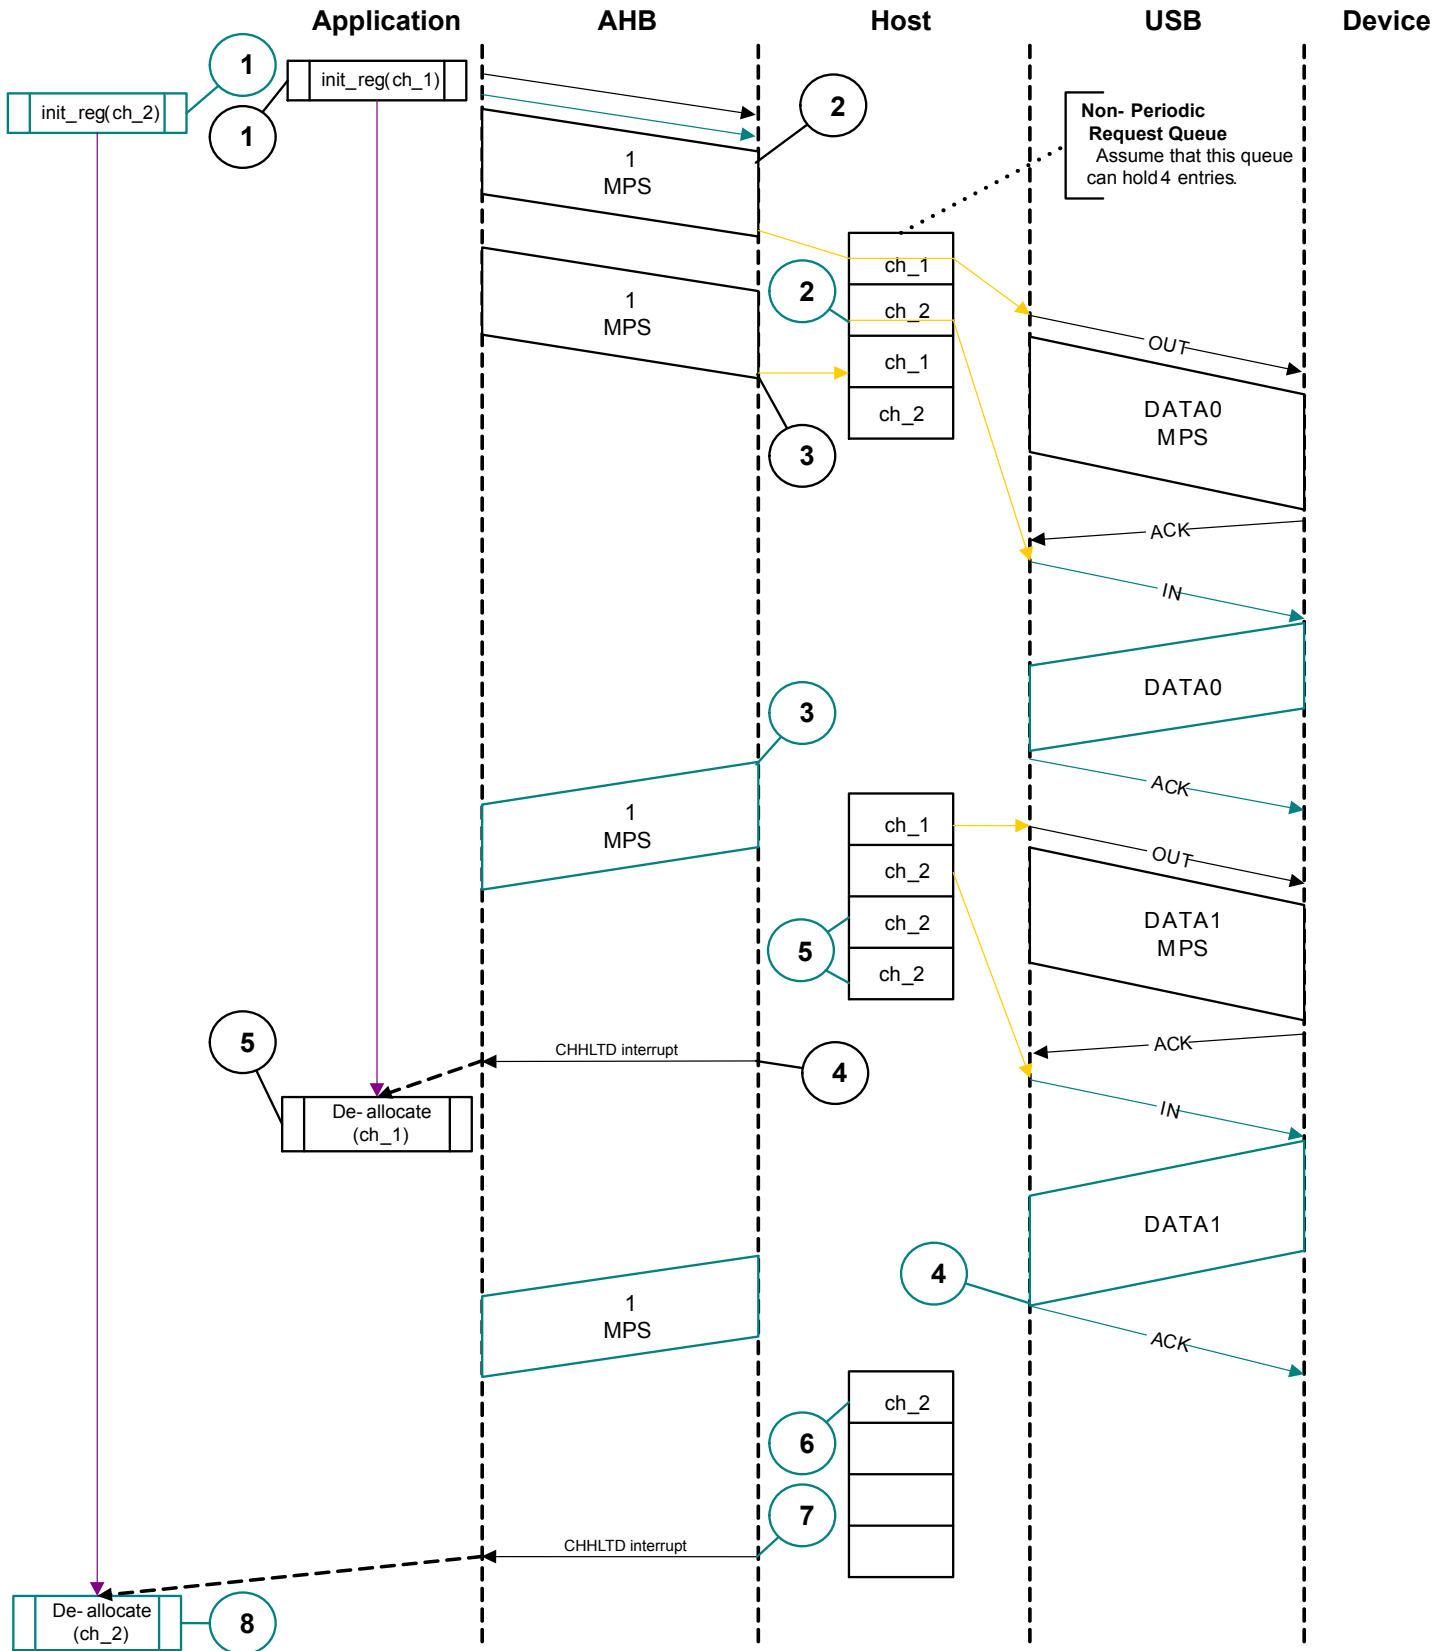 Application AHB Host USB Device
1
init_reg(ch_1)
init_reg(ch_2)
1
2
Non- Periodic
Request Queue
Assume that this queue
can hold 4 entries.
1
MPS
ch_1
2
ch_2
1
MPS
OUT
ch_1
DATA0
MPS
ch_2
3
ACK
IN
DATA0
3
ACK
1
MPS
ch_1
OUT
ch_2
ch_2
DATA1
MPS
5
ch_2
5
CHHLTD interrupt
ACK
4
De- allocate
(ch_1)
IN
DATA1
4
1
MPS
ACK
ch_2
6
7
CHHLTD interrupt
De- allocate
(ch_2)
8